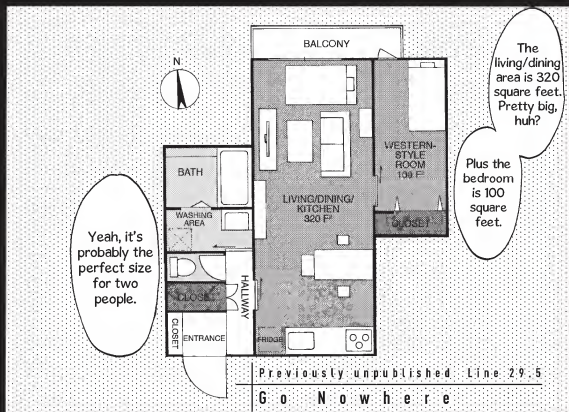 BALCONY
The
living/dining
area is 320
square feet.
Pretty big,
huh?
N
WESTERN-
STYLE
ROOM
100 F²
Plus the
bedroom
is 100
square
feet.
BATH
LIVING/DINING/
KITCHEN
320 F²
WASHING
AREA
CLOSET
Yeah, it's
probably the
perfect size
for two
people.
CLOSET
HALLWAY
CLOSET
ENTRANCE
FRIDGE
Previously unpublished Line 29.5
Go Nowhere